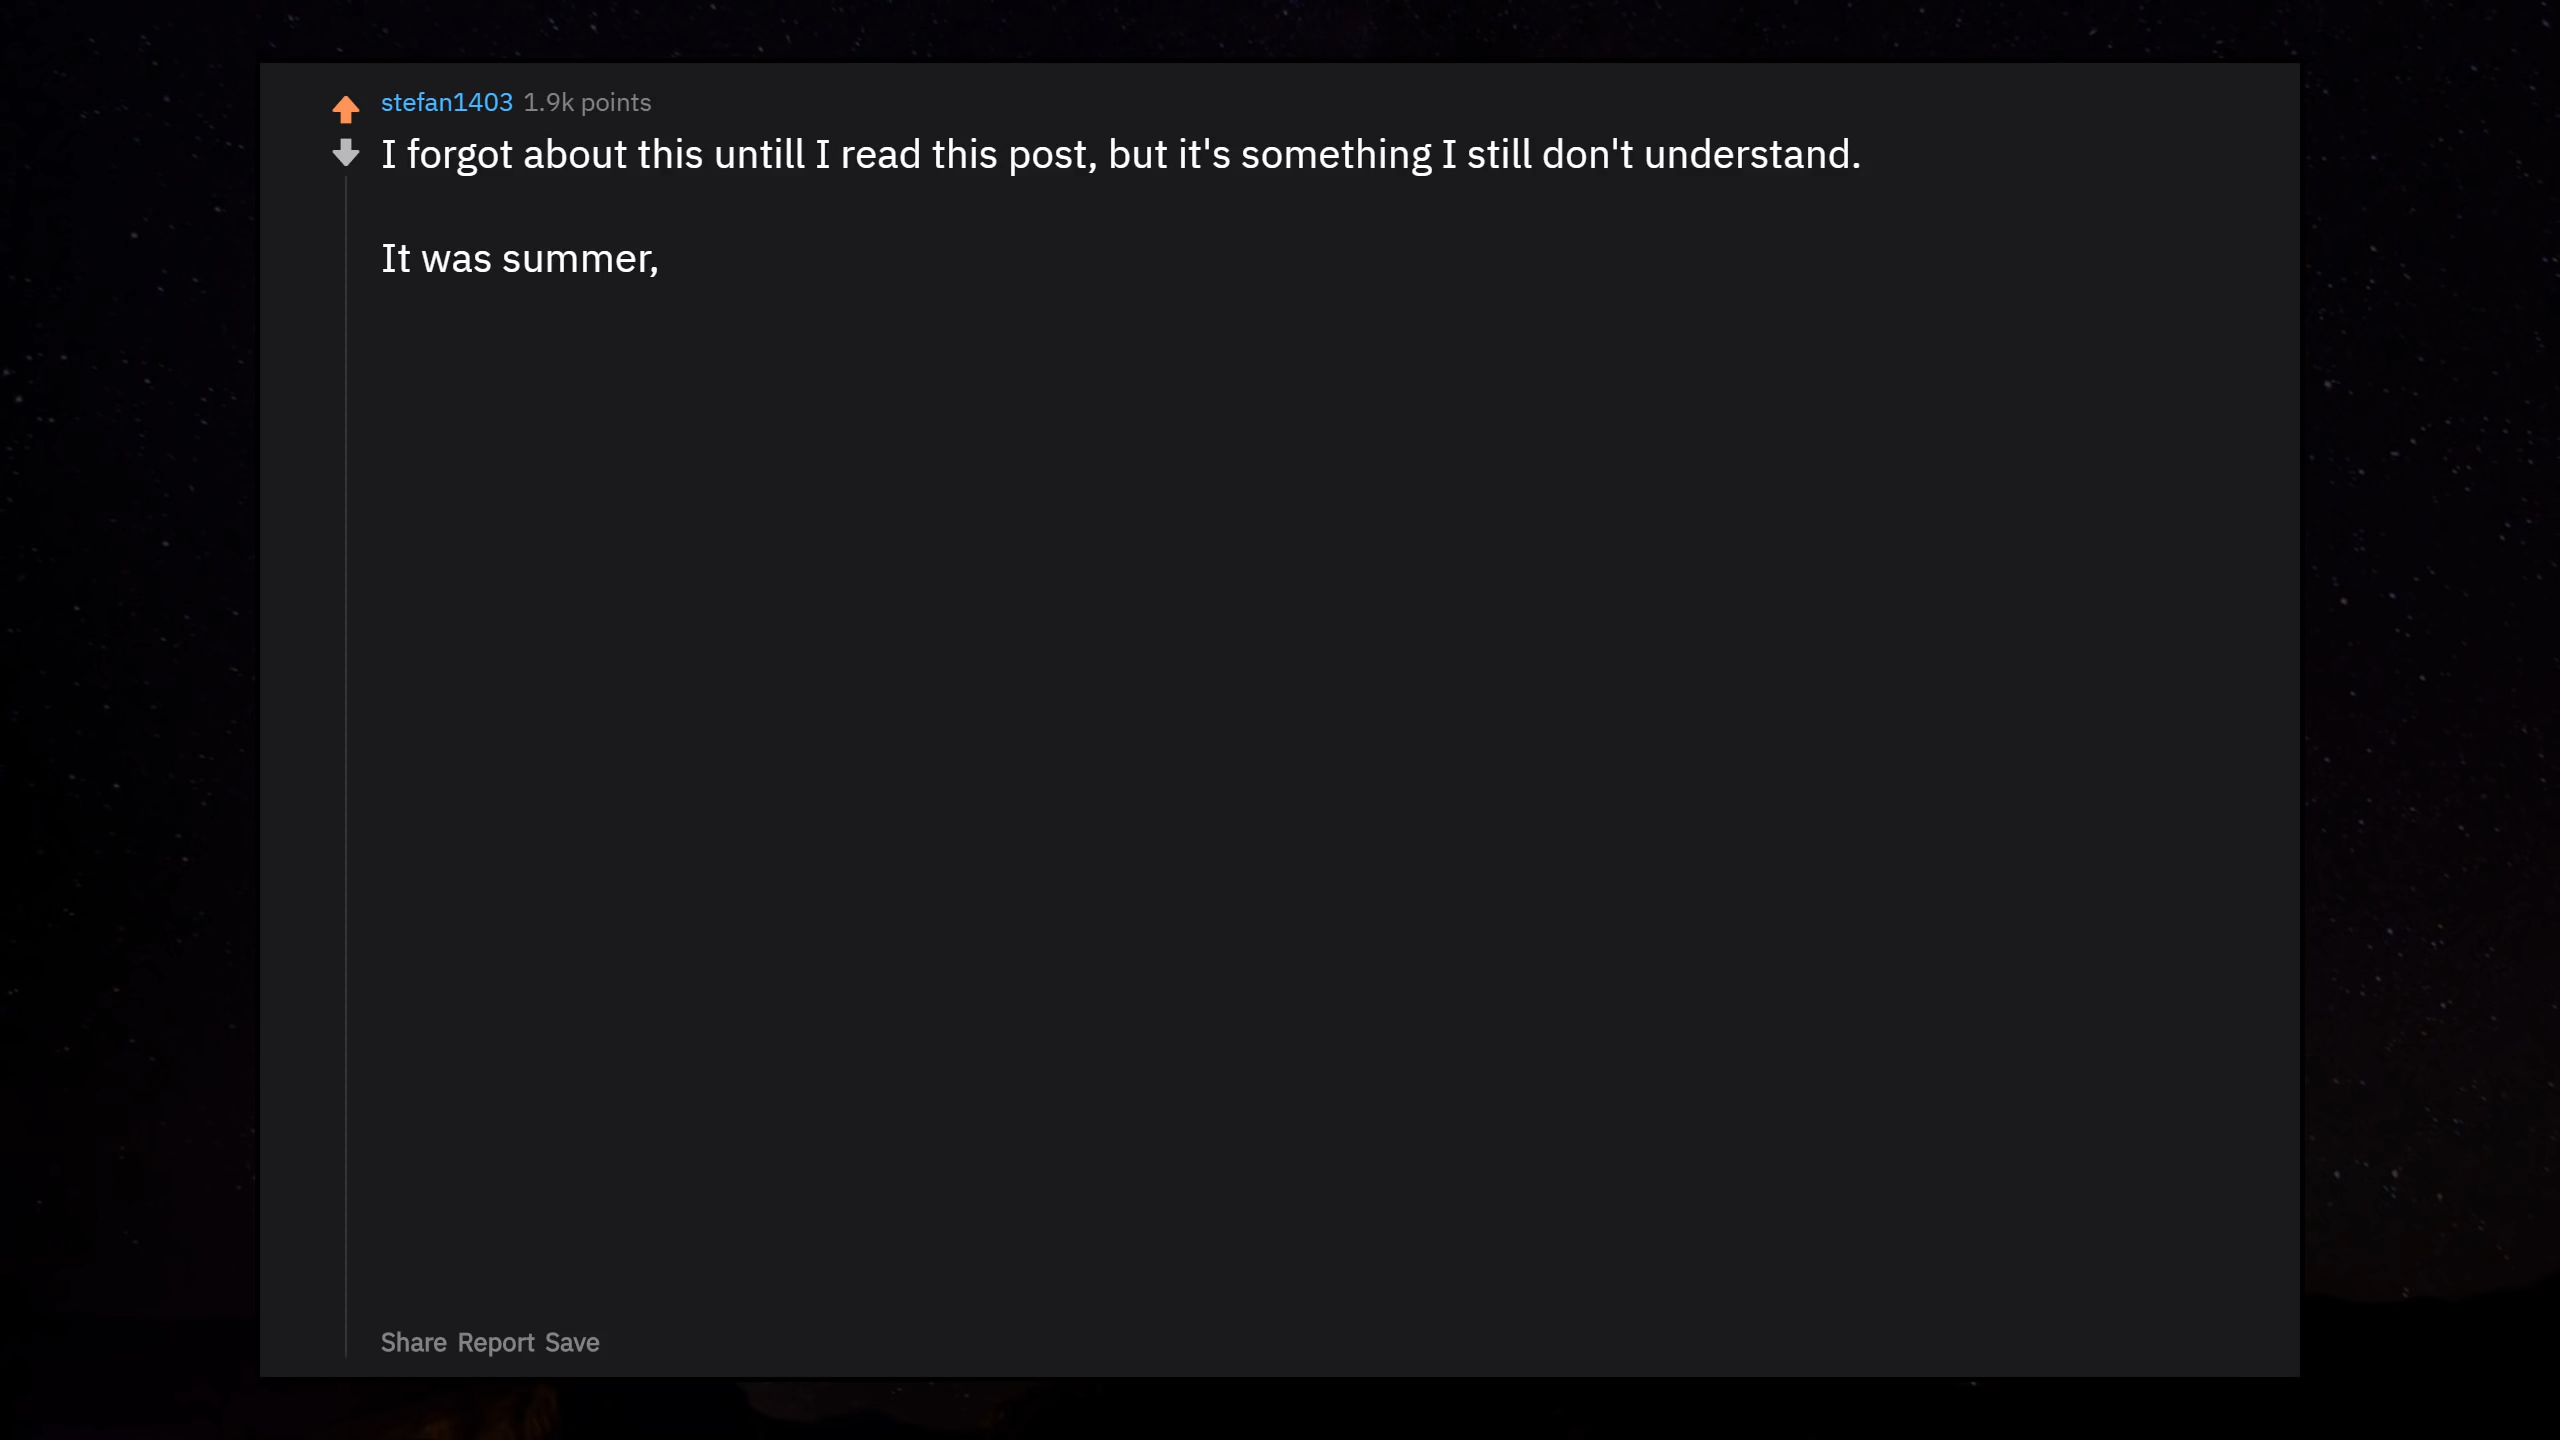 stefan1403 1.9k points
I forgot about this untill I read this post, but it's something I still don't understand.
It was summer,
Share Report Save